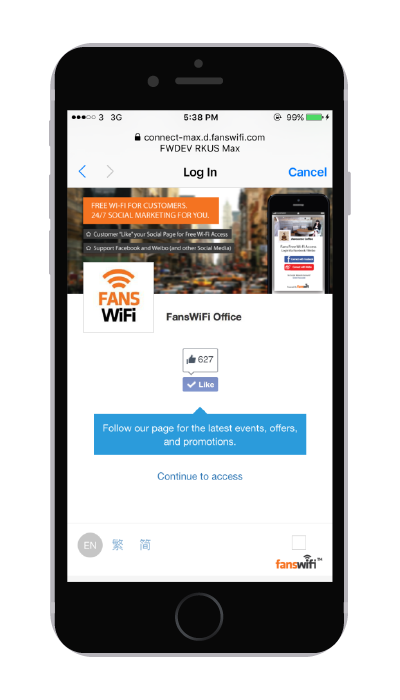 3 3G 5:38 PM 99%
connect-max.d.fanswifi.com
FWDEV RKUS Max
Log In Cancel
FREE WI-FI FOR CUSTOMERS.
24/7 SOCIAL MARKETING FOR YOU.
Customer "Like" your Social Page for Free Wi-Fi Access
Support Facebook and Weibo (and other Social Media)
FANS
WiFi
FansWiFi Office
627
Like
Follow our page for the latest events, offers,
and promotions.
Continue to access
EN 繁 简
fanswifi™